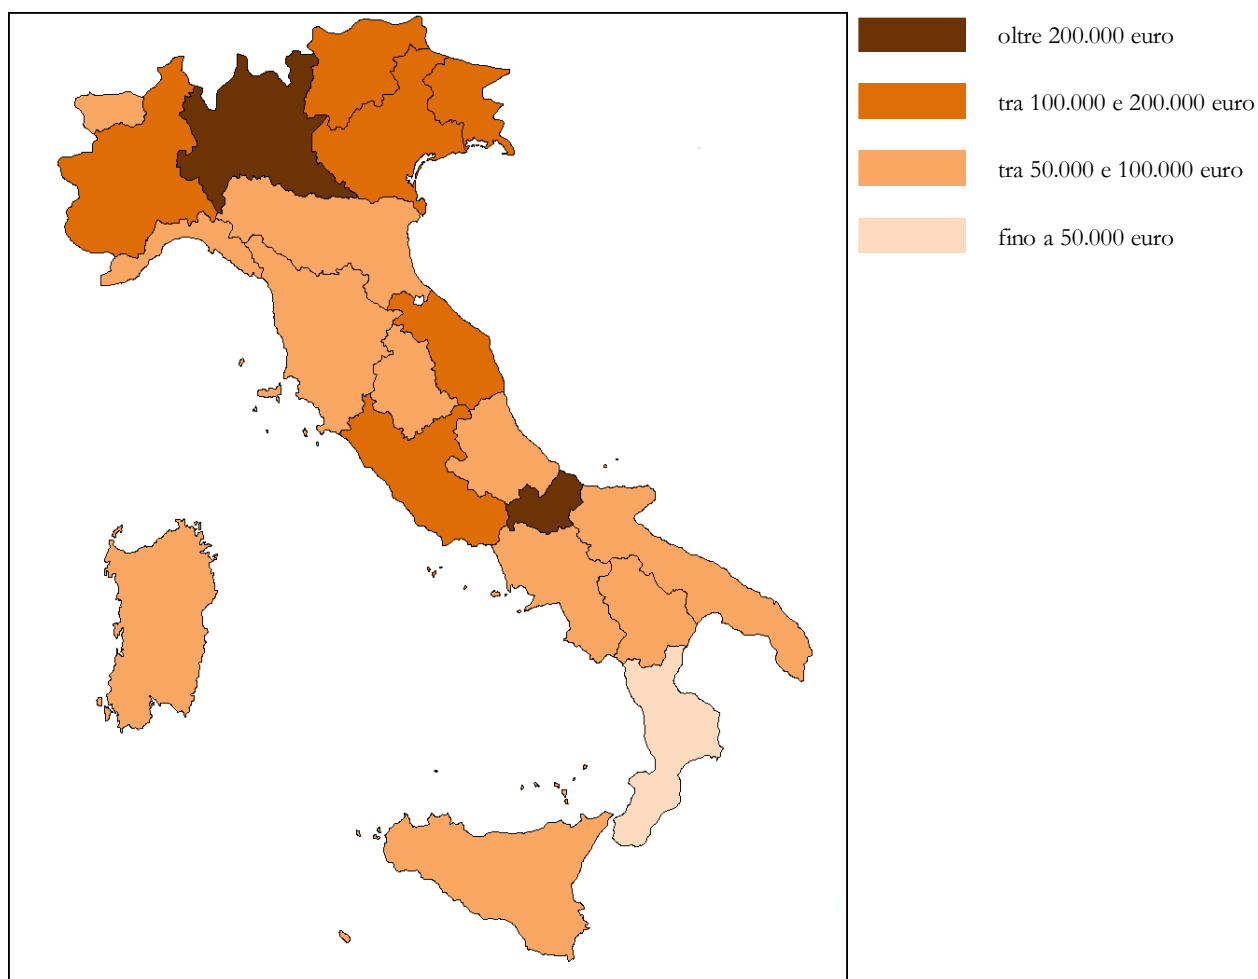 oltre 200.000 euro
tra 100.000 e 200.000 euro
tra 50.000 e 100.000 euro
fino a 50.000 euro